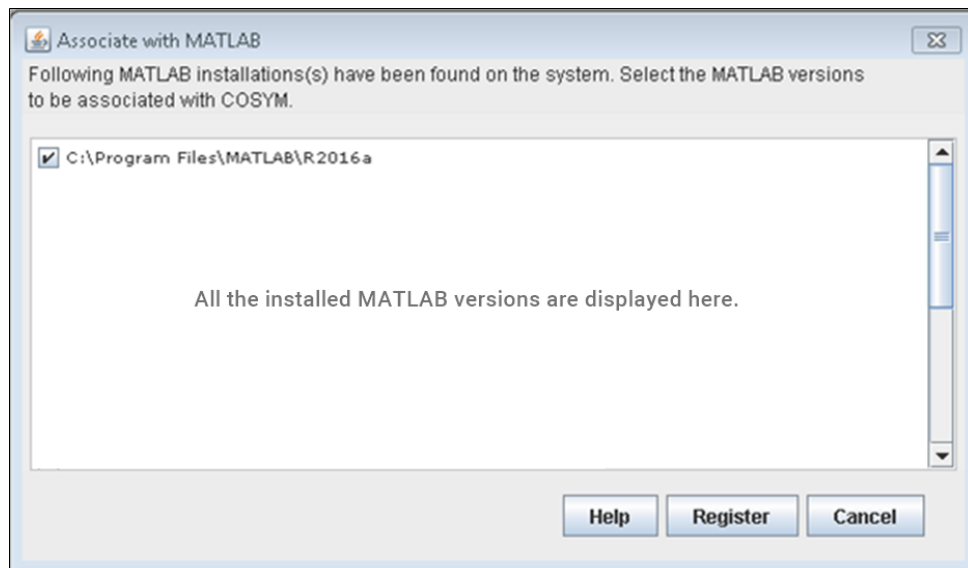 Associate with MATLAB
Following MATLAB installations(s) have been found on the system. Select the MATLAB versions
to be associated with COSYM.
C:\Program Files\MATLAB\R2016a
All the installed MATLAB versions are displayed here.
Help Register Cancel